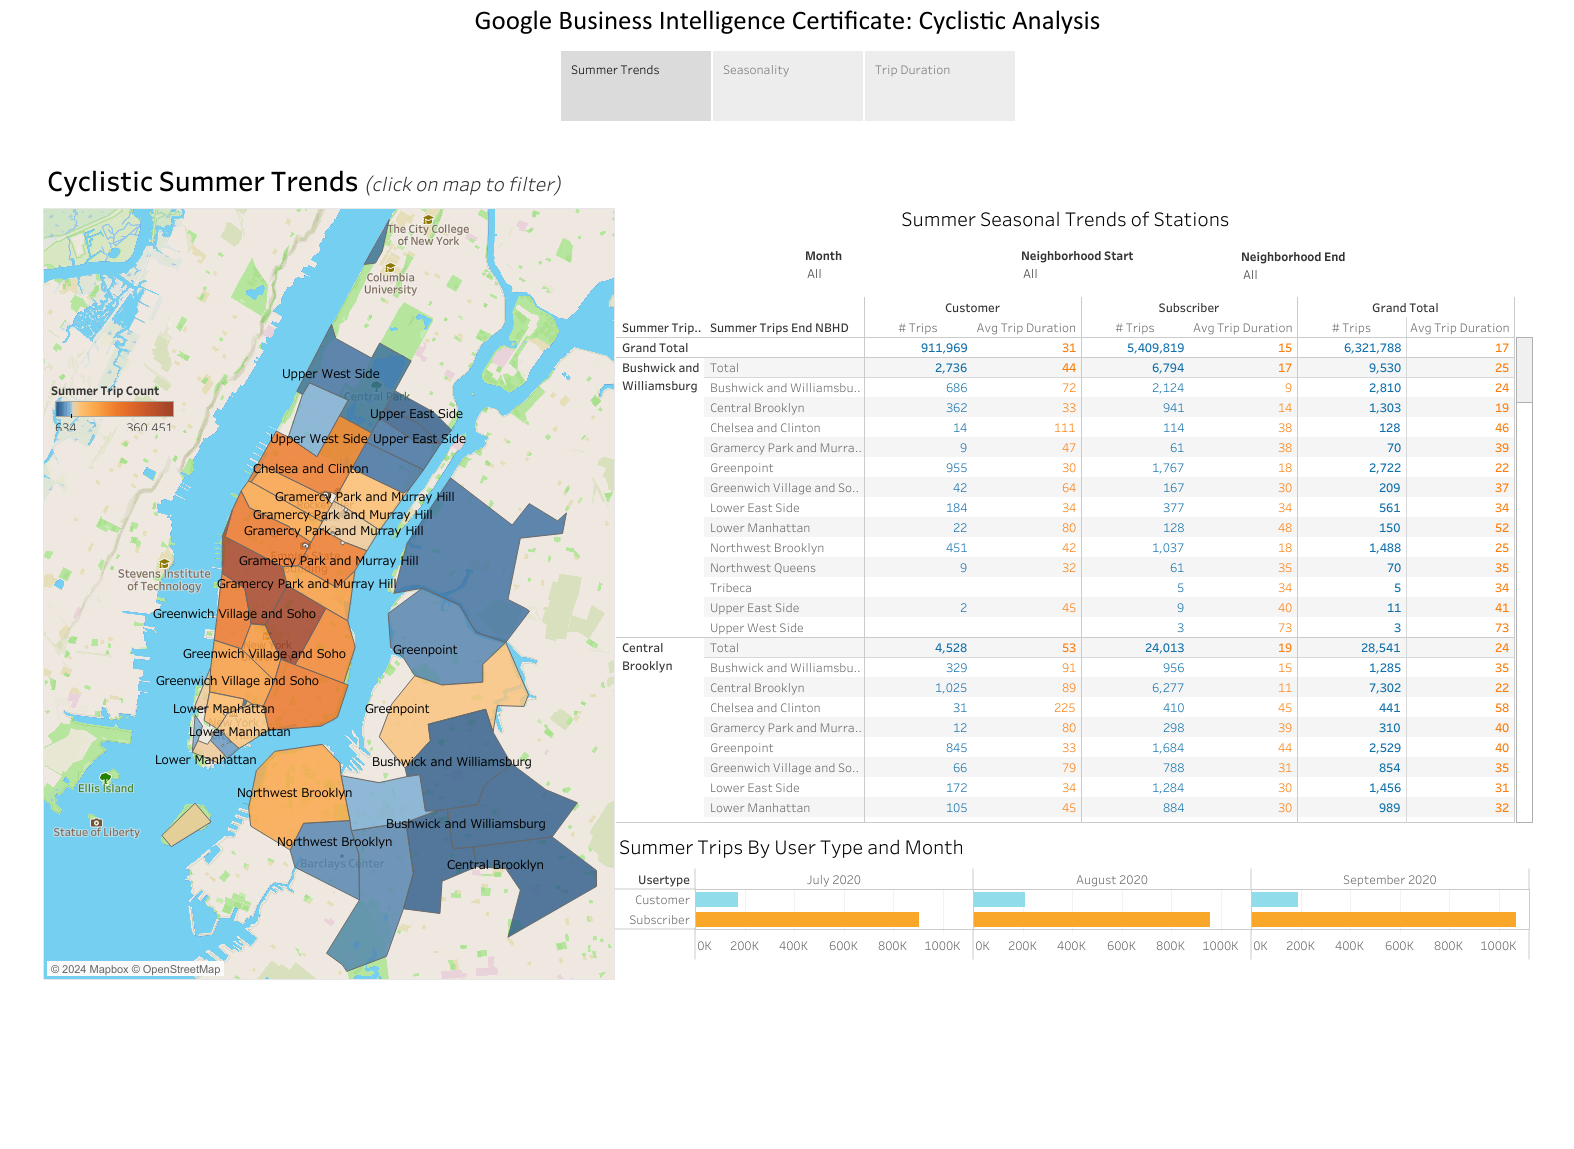 Google Business Intelligence Certificate: Cyclistic Analysis
Summer Trends
Seasonality
Trip Duration
Cyclistic Summer Trends (click on map to filter)
The City College
of New York
Columbia
University
Summer Trip Count
634
360,451
Upper West Side
Central Park
Upper East Side
Upper West Side
Upper East Side
Chelsea and Clinton
Gramercy Park and Murray Hill
Gramercy Park and Murray Hill
Gramercy Park and Murray Hill
Gramercy Park and Murray Hill
Gramercy Park and Murray Hill
Stevens Institute
of Technology
Greenwich Village and Soho
Greenwich Village and Soho
Greenwich Village and Soho
Greenpoint
Greenpoint
Lower Manhattan
Lower Manhattan
Lower Manhattan
Bushwick and Williamsburg
Ellis Island
Statue of Liberty
Northwest Brooklyn
Bushwick and Williamsburg
Northwest Brooklyn
Barclays Center
Central Brooklyn
© 2024 Mapbox © OpenStreetMap
Summer Seasonal Trends of Stations
Month Neighborhood Start Neighborhood End
All All All
Customer Subscriber Grand Total
Summer Trip.. Summer Trips End NBHD # Trips Avg Trip Duration # Trips Avg Trip Duration # Trips Avg Trip Duration
Grand Total 911,969 31 5,409,819 15 6,321,788 17
Bushwick and Total 2,736 44 6,794 17 9,530 25
Williamsburg Bushwick and Williamsbu.. 686 72 2,124 9 2,810 24
Central Brooklyn 362 33 941 14 1,303 19
Chelsea and Clinton 14 111 114 38 128 46
Gramercy Park and Murra.. 9 47 61 38 70 39
Greenpoint 955 30 1,767 18 2,722 22
Greenwich Village and So.. 42 64 167 30 209 37
Lower East Side 184 34 377 34 561 34
Lower Manhattan 22 80 128 48 150 52
Northwest Brooklyn 451 42 1,037 18 1,488 25
Northwest Queens 9 32 61 35 70 35
Tribeca 5 34 5 34
Upper East Side 2 45 9 40 11 41
Upper West Side 3 73 3 73
Central Total 4,528 53 24,013 19 28,541 24
Brooklyn Bushwick and Williamsbu.. 329 91 956 15 1,285 35
Central Brooklyn 1,025 89 6,277 11 7,302 22
Chelsea and Clinton 31 225 410 45 441 58
Gramercy Park and Murra.. 12 80 298 39 310 40
Greenpoint 845 33 1,684 44 2,529 40
Greenwich Village and So.. 66 79 788 31 854 35
Lower East Side 172 34 1,284 30 1,456 31
Lower Manhattan 105 45 884 30 989 32
Summer Trips By User Type and Month
Usertype July 2020 August 2020 September 2020
Customer
Subscriber
0K 200K 400K 600K 800K 1000K 0K 200K 400K 600K 800K 1000K 0K 200K 400K 600K 800K 1000K